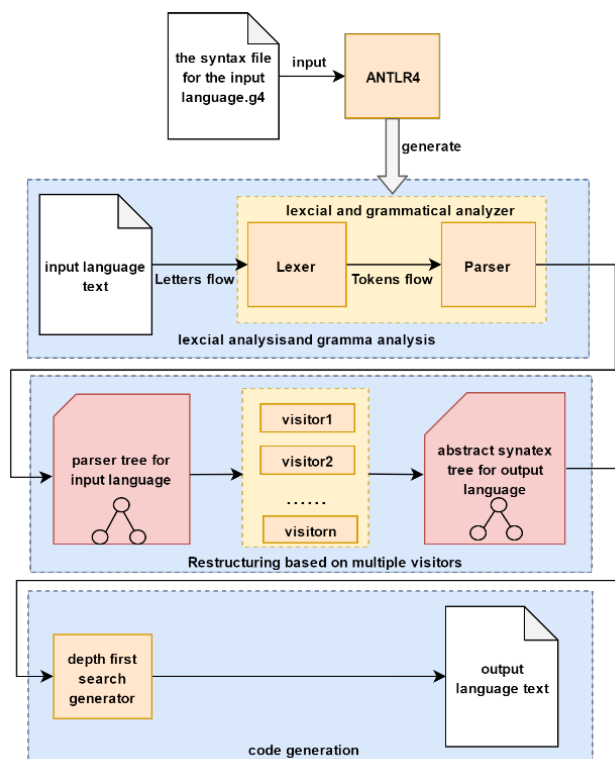 the syntax file
for the input
language.g4
input
ANTLR4
generate
lexcial and grammatical analyzer
input language
text
Letters flow
Lexer
Tokens flow
Parser
lexcial analysisand gramma analysis
parser tree for
input language
visitor1
visitor2
......
visitorn
abstract synatex
tree for output
language
Restructuring based on multiple visitors
depth first
search
generator
output
language text
code generation